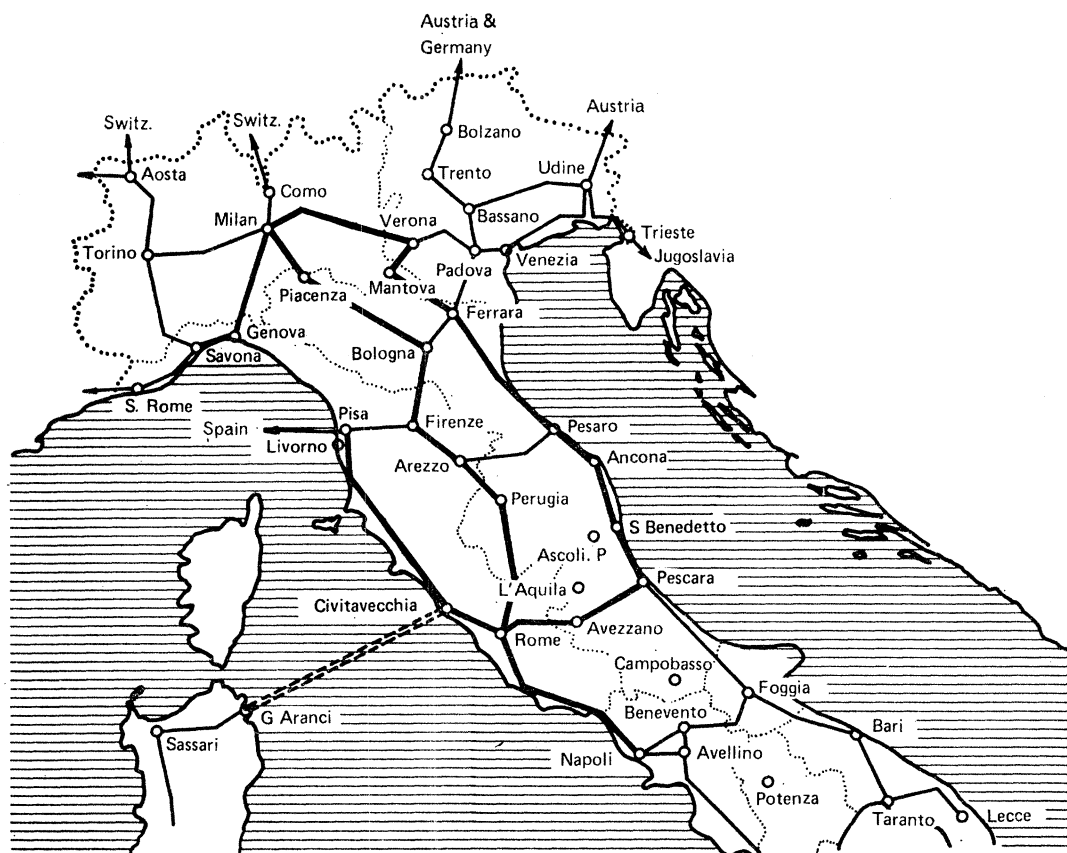 Austria &
Germany
Austria
Switz.
Switz.
Bolzano
Aosta
Trento
Udine
Como
Bassano
Milan
Verona
Trieste
Torino
Padova
Venezia
Jugoslavia
Piacenza
Mantova
Ferrara
Genova
Savona
Bologna
S. Rome
Pisa
Spain
Firenze
Pesaro
Livorno
Arezzo
Ancona
Perugia
S Benedetto
Ascoli. P
Pescara
L'Aquila
Civitavecchia
Rome
Avezzano
Campobasso
Foggia
G Aranci
Benevento
Bari
Sassari
Napoli
Avellino
Potenza
Taranto
Lecce